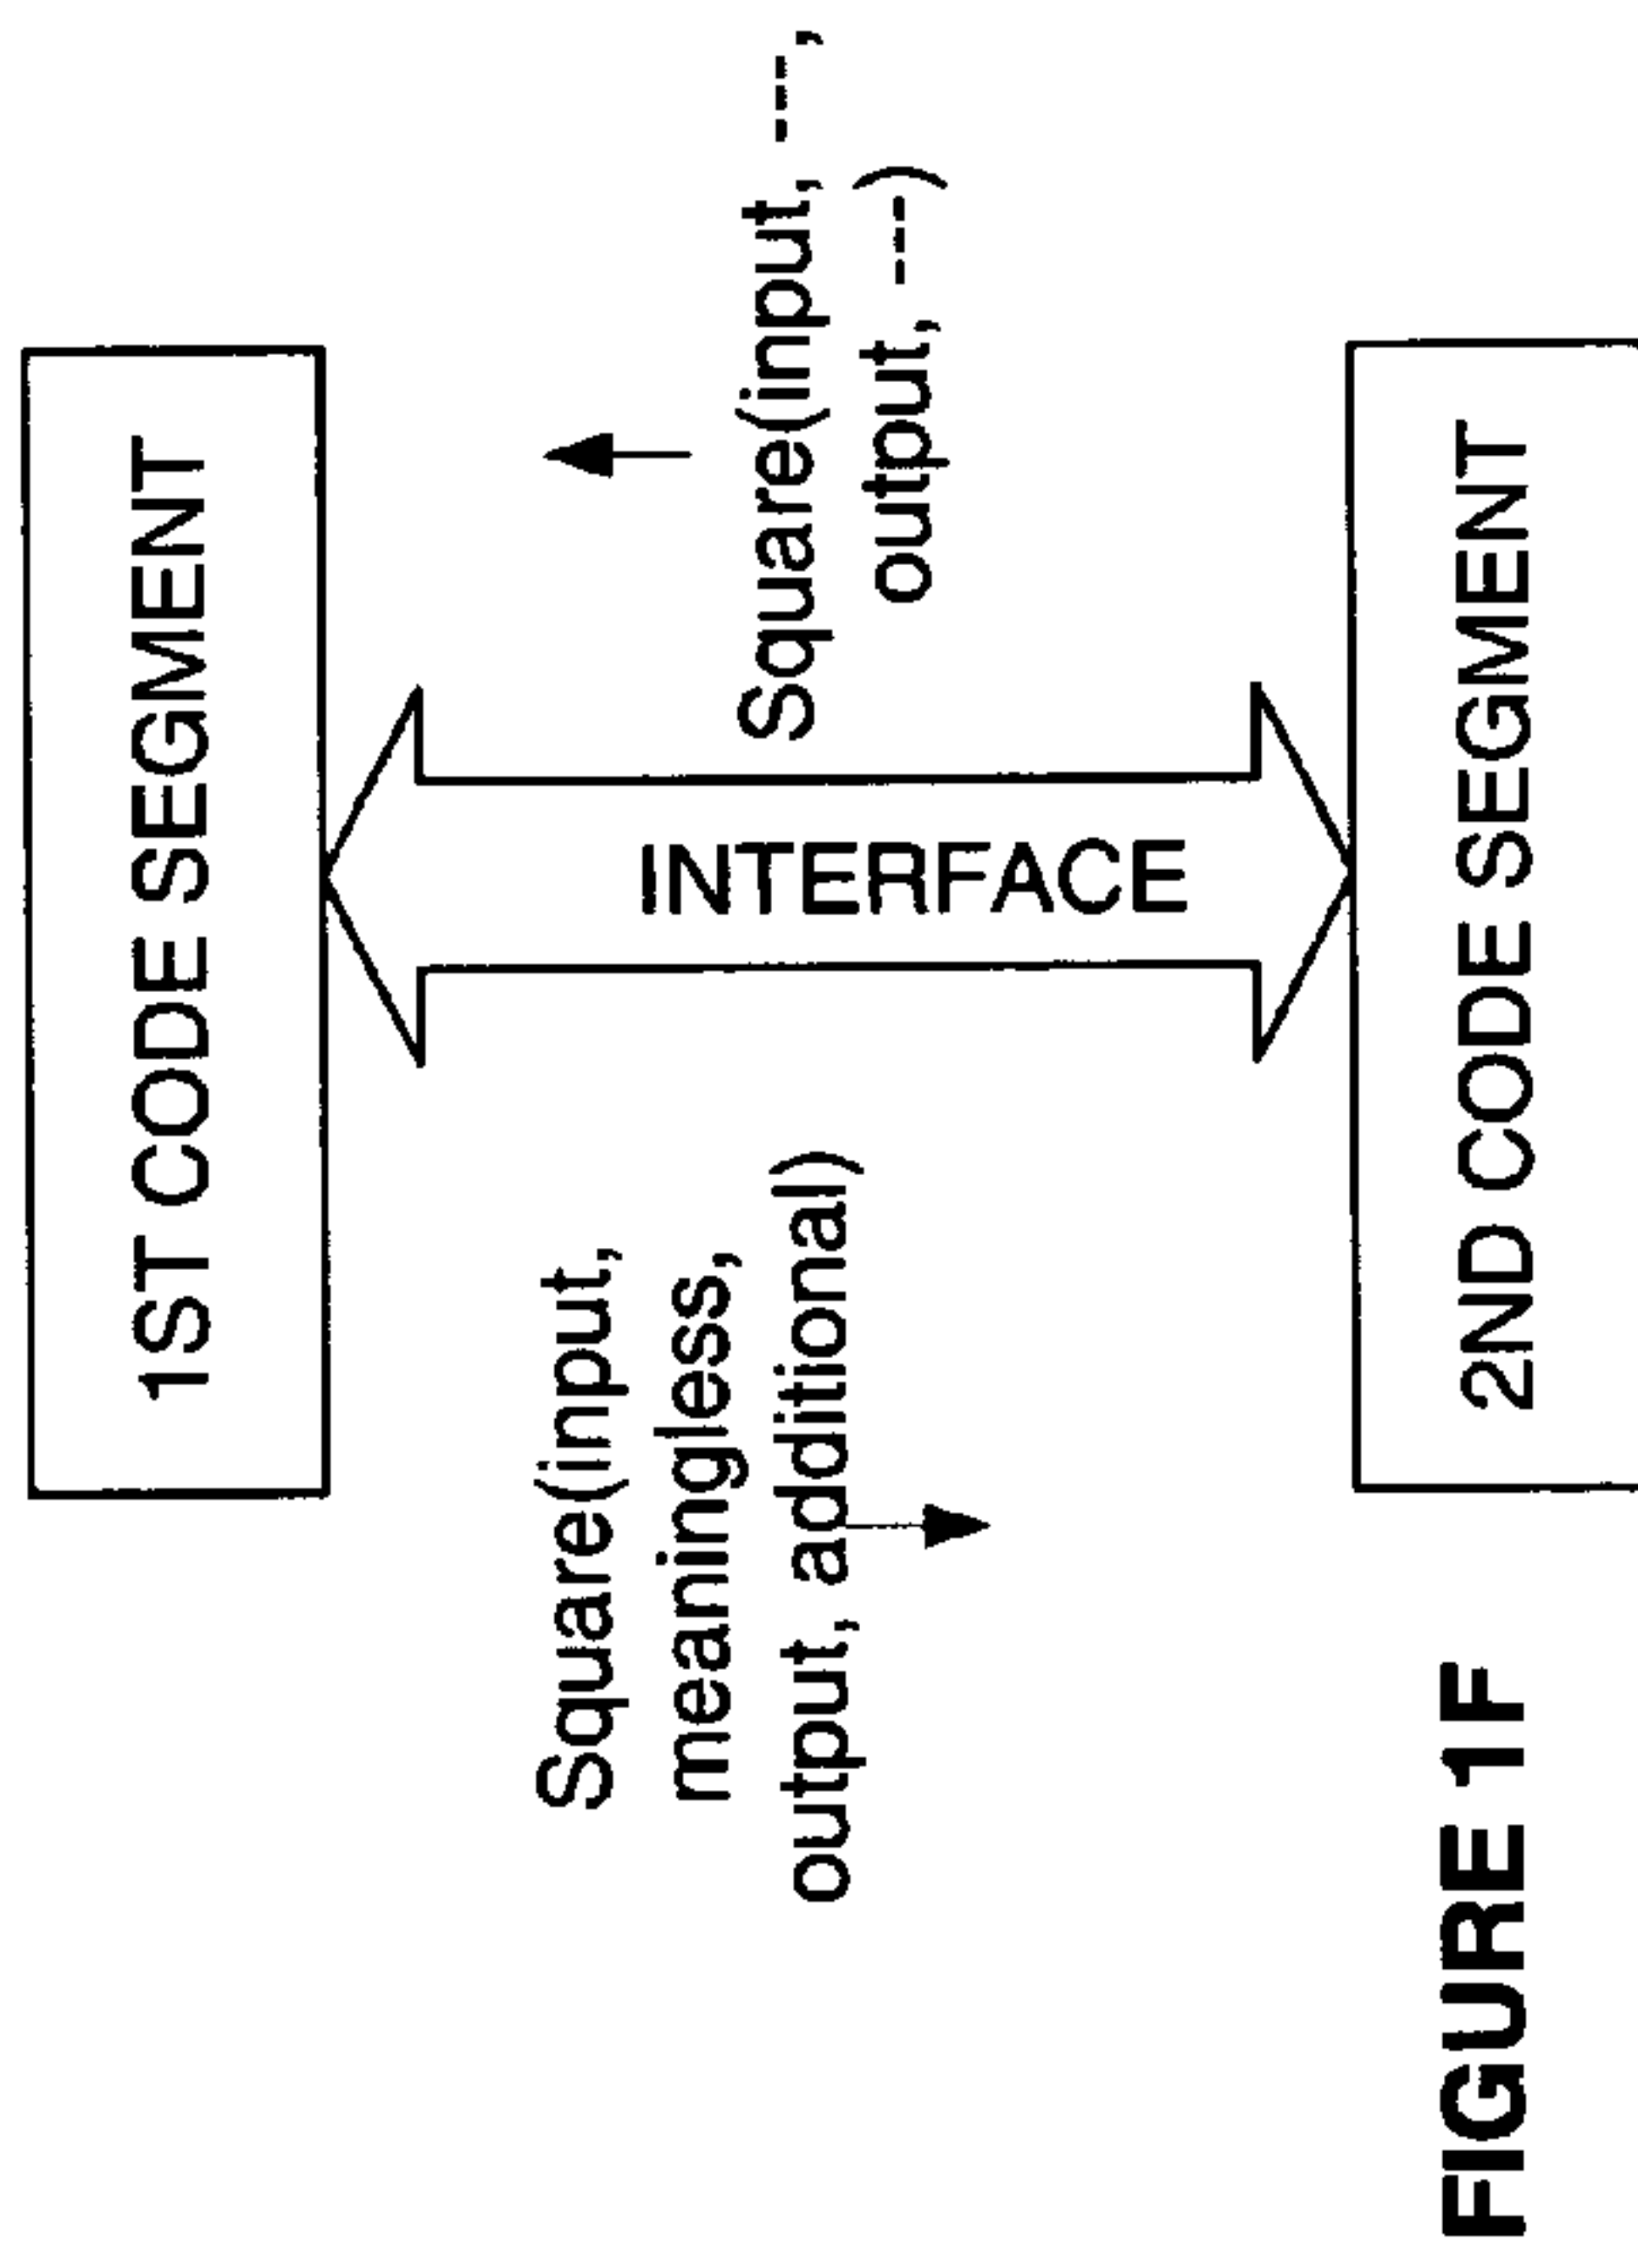 1ST CODE SEGMENT
Square(input,
meaningless,
output, additional)
INTERFACE
Square(input, ---,
output, ---)
2ND CODE SEGMENT
FIGURE 1F